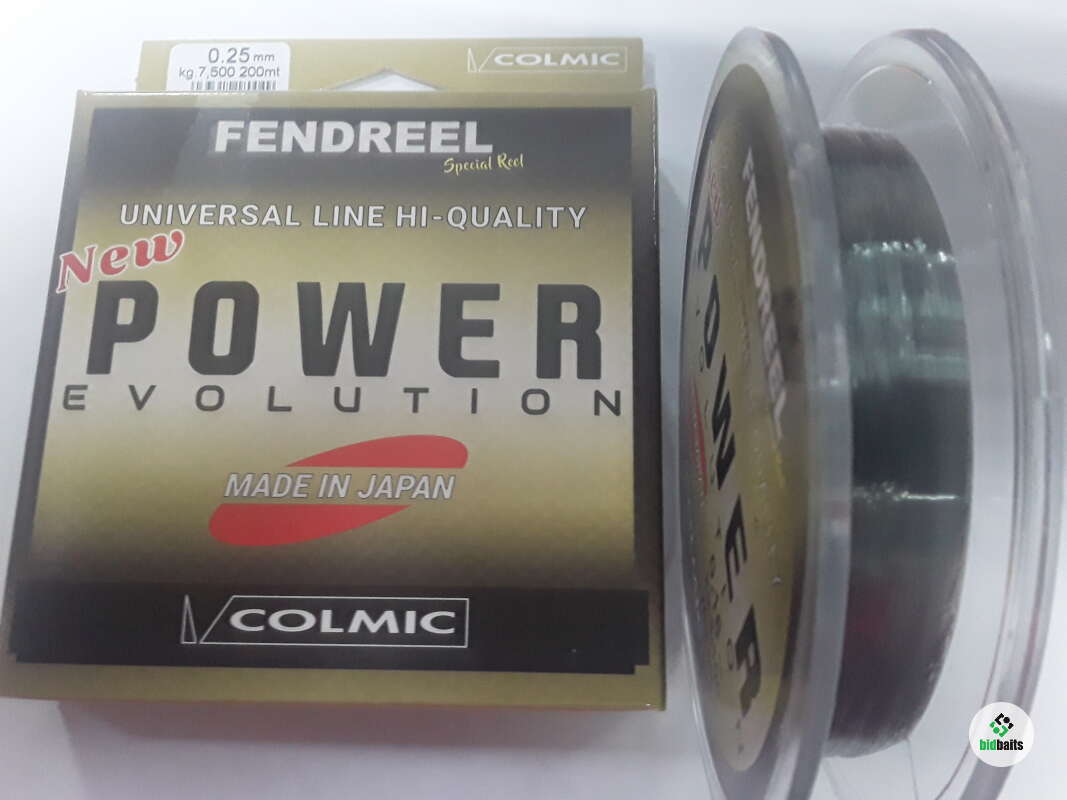 0.25 mm
kg.7,500 200mt
COLMIC
FENDREEL
Special Reel
UNIVERSAL LINE HI-QUALITY
New
POWER
EVOLUTION
MADE IN JAPAN
COLMIC
FENDREEL
POWER
bidbaits